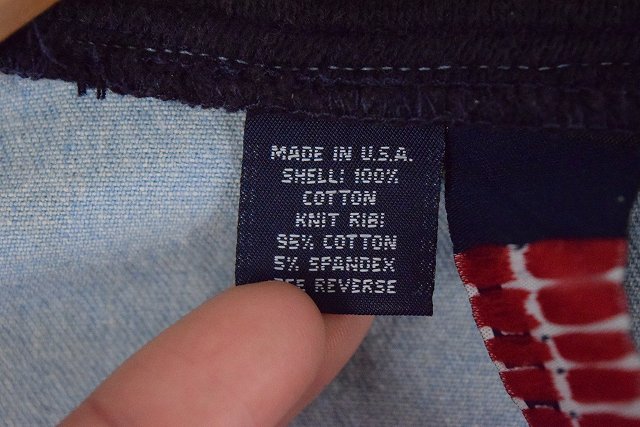 MADE IN U.S.A.
SHELL: 100%
COTTON
KNIT RIB:
95% COTTON
5% SPANDEX
SEE REVERSE